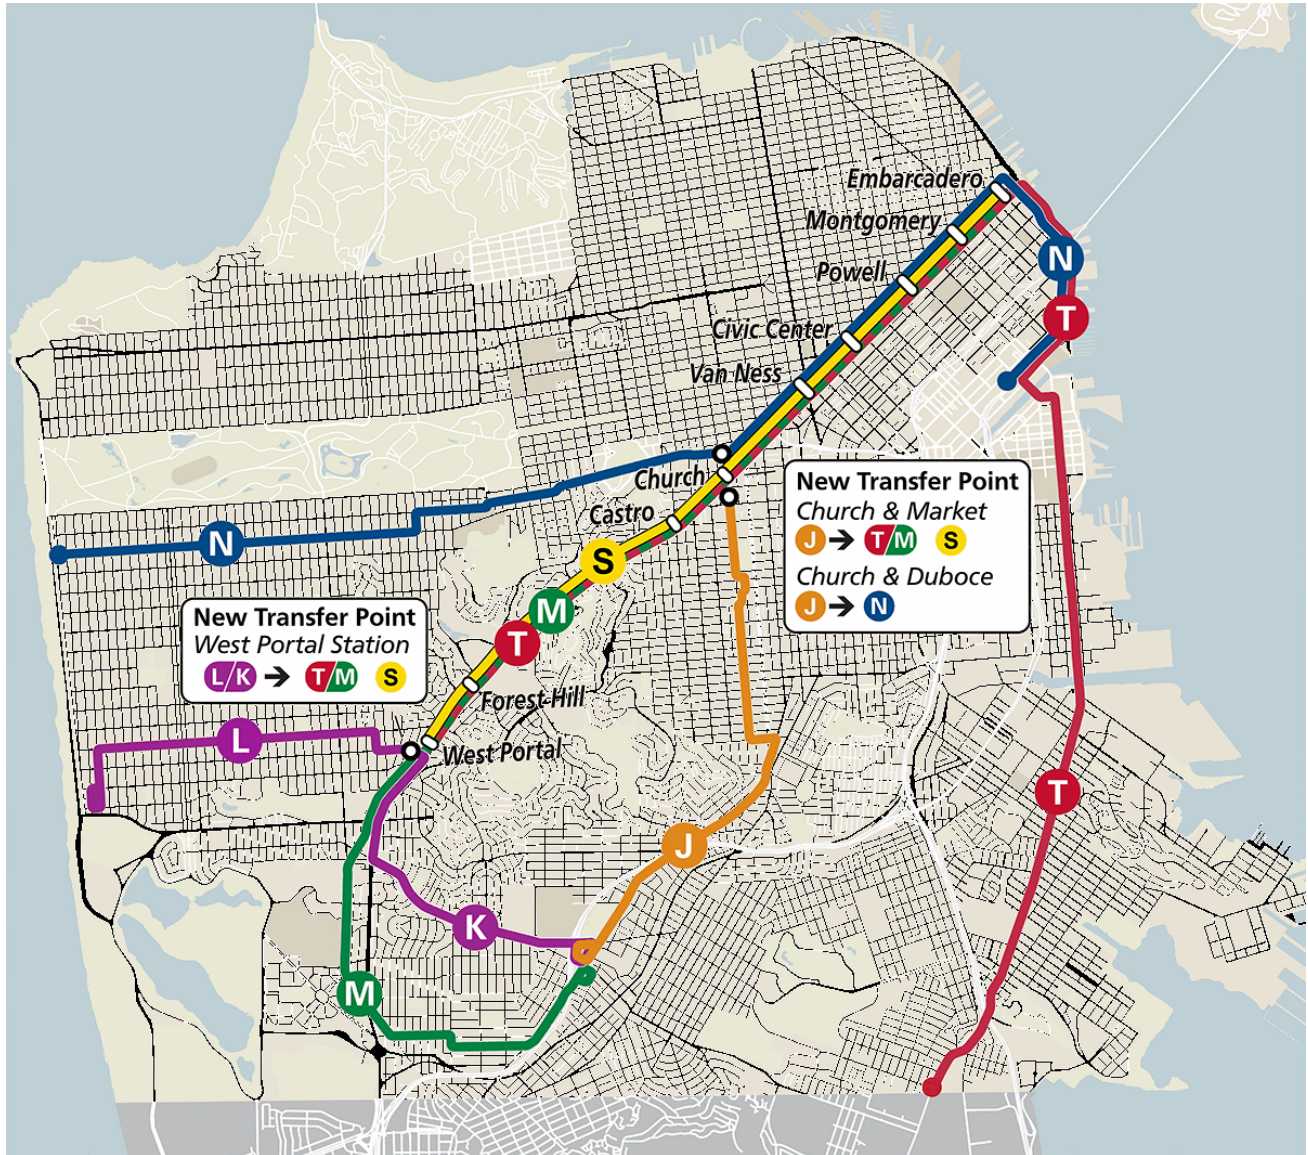 Embarcadero
Montgomery
Powell
Civic Center
Van Ness
N
T
Church
Castro
New Transfer Point
Church & Market
J → T/M S
Church & Duboce
J → N
N
S
M
T
New Transfer Point
West Portal Station
L/K → T/M S
Forest Hill
West Portal
L
T
J
K
M